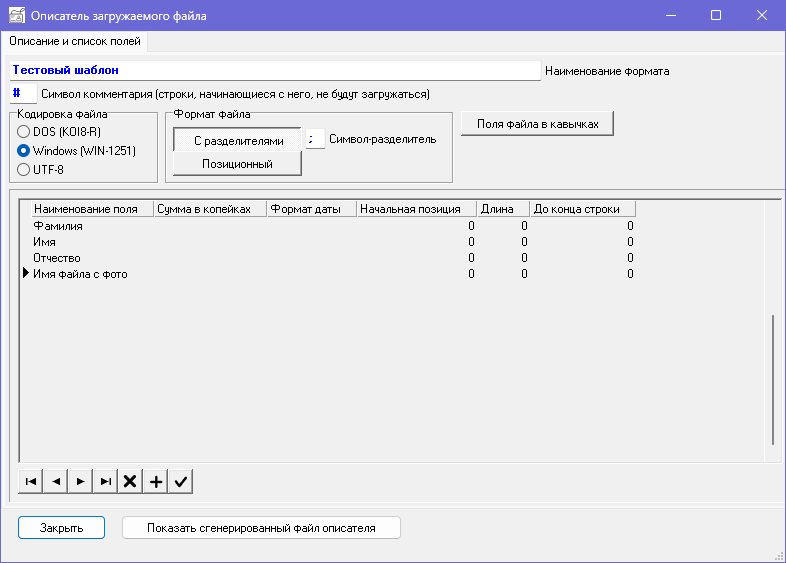 Описатель загружаемого файла
Описание и список полей
Тестовый шаблон Наименование формата
# Символ комментария (строки, начинающиеся с него, не будут загружаться)
Кодировка файла Формат файла
DOS (KOI8-R) С разделителями ; Символ-разделитель Поля файла в кавычках
Windows (WIN-1251)
UTF-8 Позиционный
Наименование поля Сумма в копейках Формат даты Начальная позиция Длина До конца строки
Фамилия 0 0 0
Имя 0 0 0
Отчество 0 0 0
Имя файла с фото 0 0 0
Закрыть Показать сгенерированный файл описателя